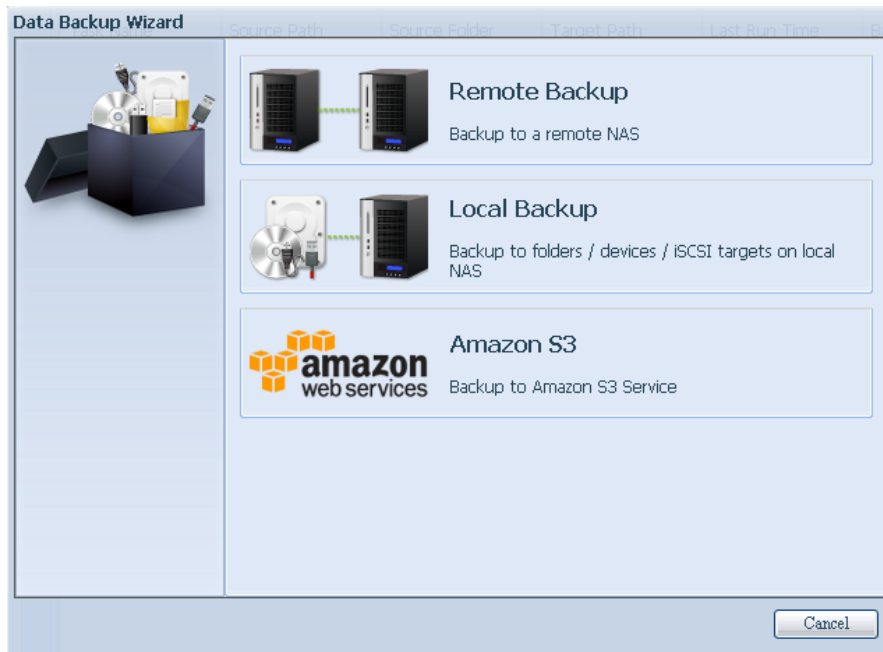 Data Backup Wizard
Task Name Source Path Source Folder Target Path Last Run Time
Remote Backup
Backup to a remote NAS
Local Backup
Backup to folders / devices / iSCSI targets on local
NAS
amazon
web services
Amazon S3
Backup to Amazon S3 Service
Cancel